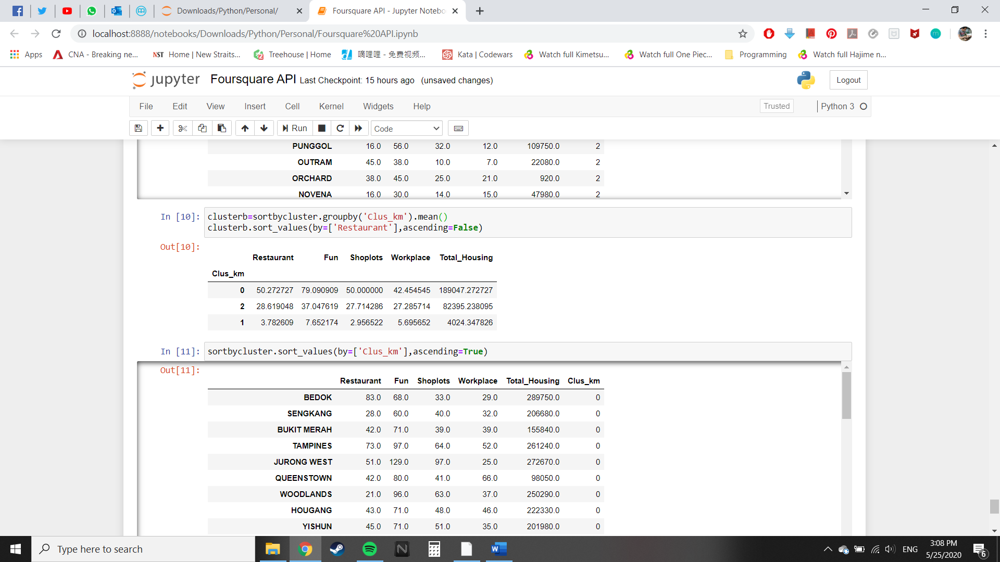 Downloads/Python/Personal/
Foursquare API - Jupyter Notebo
localhost:8888/notebooks/Downloads/Python/Personal/Foursquare%20API.ipynb
Apps CNA - Breaking ne... NST Home | New Straits... Treehouse | Home 嘀哩哩 - 免费视频... Kata | Codewars Watch full Kimetsu... Watch full One Piec... Programming Watch full Hajime n...
jupyter Foursquare API Last Checkpoint: 15 hours ago (unsaved changes) Logout
File Edit View Insert Cell Kernel Widgets Help Trusted Python 3
Run Code
PUNGGOL 16.0 56.0 32.0 12.0 109750.0 2
OUTRAM 45.0 38.0 10.0 7.0 22080.0 2
ORCHARD 38.0 45.0 25.0 21.0 920.0 2
NOVENA 16.0 30.0 14.0 15.0 47980.0 2
In [10]: clusterb=sortbycluster.groupby('Clus_km').mean()
clusterb.sort_values(by=['Restaurant'],ascending=False)
Out[10]:
Restaurant Fun Shoplots Workplace Total_Housing
Clus_km
0 50.272727 79.090909 50.000000 42.454545 189047.272727
2 28.619048 37.047619 27.714286 27.285714 82395.238095
1 3.782609 7.652174 2.956522 5.695652 4024.347826
In [11]: sortbycluster.sort_values(by=['Clus_km'],ascending=True)
Out[11]:
Restaurant Fun Shoplots Workplace Total_Housing Clus_km
BEDOK 83.0 68.0 33.0 29.0 289750.0 0
SENGKANG 28.0 60.0 40.0 32.0 206680.0 0
BUKIT MERAH 42.0 71.0 39.0 39.0 155840.0 0
TAMPINES 73.0 97.0 64.0 52.0 261240.0 0
JURONG WEST 51.0 129.0 97.0 25.0 272670.0 0
QUEENSTOWN 42.0 80.0 41.0 66.0 98050.0 0
WOODLANDS 21.0 96.0 63.0 37.0 250290.0 0
HOUGANG 43.0 71.0 48.0 46.0 222330.0 0
YISHUN 45.0 71.0 51.0 35.0 201980.0 0
Type here to search
ENG
3:08 PM
5/25/2020
6